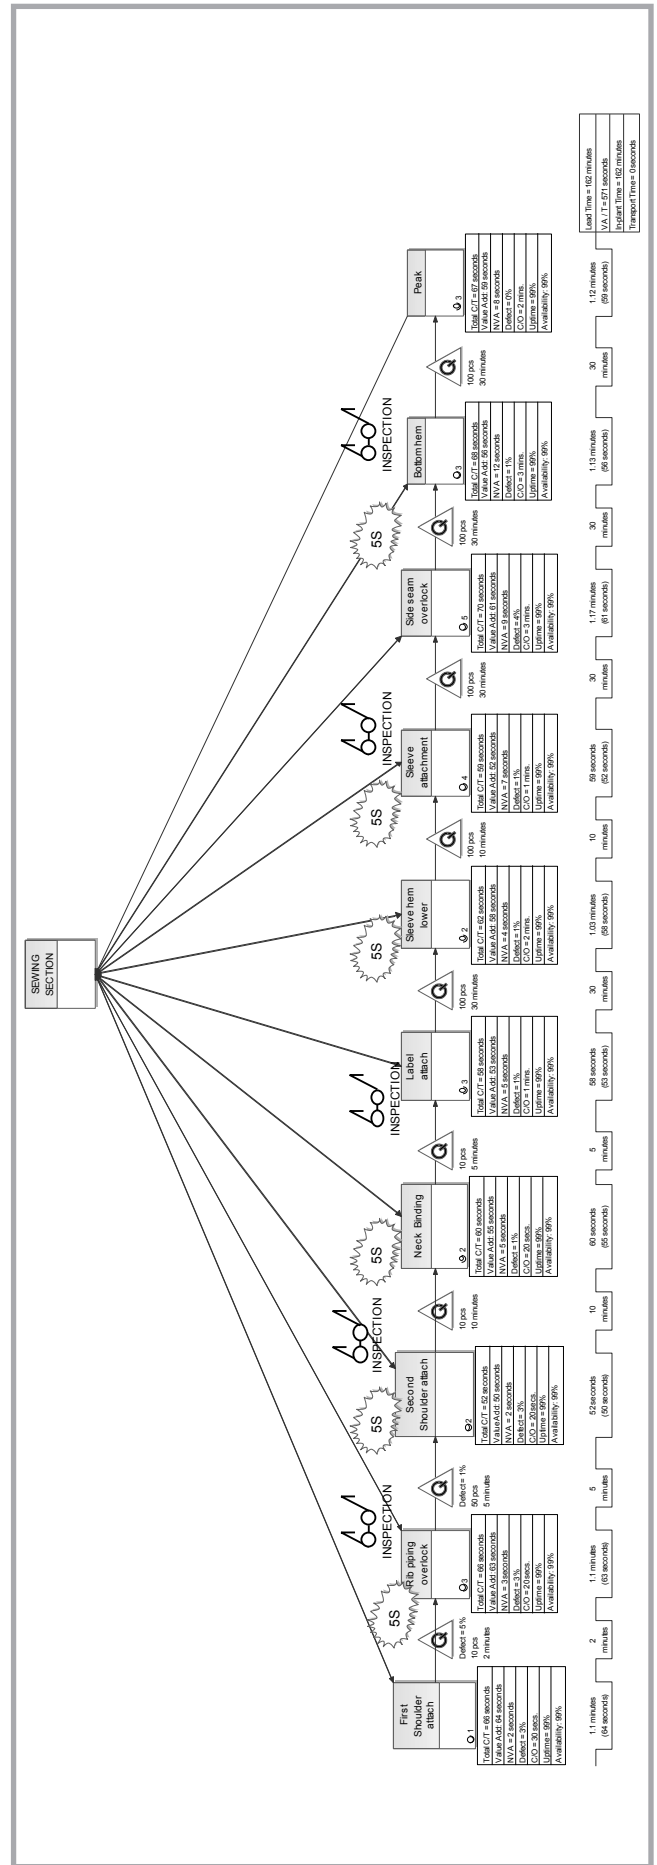 SEWING
SECTION
First
Shoulder
attach
1
Total C/T = 66 seconds
Value Add: 64 seconds
NVA = 2 seconds
Defect = 3%
C/O = 30 secs.
Uptime = 99%
Availability: 99%
5S
Defect = 5%
10 pcs
2 minutes
INSPECTION
Rib piping
overlock
3
Total C/T = 66 seconds
Value Add: 63 seconds
NVA = 3 seconds
Defect = 3%
C/O = 20 secs.
Uptime = 99%
Availability: 99%
5S
Defect = 1%
50 pcs
5 minutes
INSPECTION
Second
Shoulder attach
2
Total C/T = 52 seconds
Value Add: 50 seconds
NVA = 2 seconds
Defect = 3%
C/O = 20 secs.
Uptime = 99%
Availability: 99%
5S
10 pcs
10 minutes
Neck Binding
2
Total C/T = 60 seconds
Value Add: 55 seconds
NVA = 5 seconds
Defect = 1%
C/O = 20 secs.
Uptime = 99%
Availability: 99%
10 pcs
5 minutes
INSPECTION
Label
attach
3
Total C/T = 58 seconds
Value Add: 53 seconds
NVA = 5 seconds
Defect = 1%
C/O = 1 mins.
Uptime = 99%
Availability: 99%
5S
100 pcs
30 minutes
Sleeve hem
lower
2
Total C/T = 62 seconds
Value Add: 58 seconds
NVA = 4 seconds
Defect = 1%
C/O = 2 mins.
Uptime = 99%
Availability: 99%
5S
100 pcs
10 minutes
INSPECTION
Sleeve
attachment
4
Total C/T = 59 seconds
Value Add: 52 seconds
NVA = 7 seconds
Defect = 1%
C/O = 1 mins.
Uptime = 99%
Availability: 99%
100 pcs
30 minutes
Side seam
overlock
5
Total C/T = 70 seconds
Value Add: 61 seconds
NVA = 9 seconds
Defect = 4%
C/O = 3 mins.
Uptime = 99%
Availability: 99%
5S
100 pcs
30 minutes
INSPECTION
Bottom hem
3
Total C/T = 68 seconds
Value Add: 56 seconds
NVA = 12 seconds
Defect = 1%
C/O = 3 mins.
Uptime = 99%
Availability: 99%
100 pcs
30 minutes
Peak
3
Total C/T = 67 seconds
Value Add: 59 seconds
NVA = 8 seconds
Defect = 0%
C/O = 2 mins.
Uptime = 99%
Availability: 99%
1.1 minutes
(64 seconds)
2
minutes
1.1 minutes
(63 seconds)
5
minutes
52 seconds
(50 seconds)
10
minutes
60 seconds
(55 seconds)
5
minutes
58 seconds
(53 seconds)
30
minutes
1.03 minutes
(58 seconds)
10
minutes
59 seconds
(52 seconds)
30
minutes
1.17 minutes
(61 seconds)
30
minutes
1.13 minutes
(56 seconds)
30
minutes
1.12 minutes
(59 seconds)
Lead Time = 162 minutes
VA / T = 571 seconds
In-plant Time = 162 minutes
Transport Time = 0 seconds